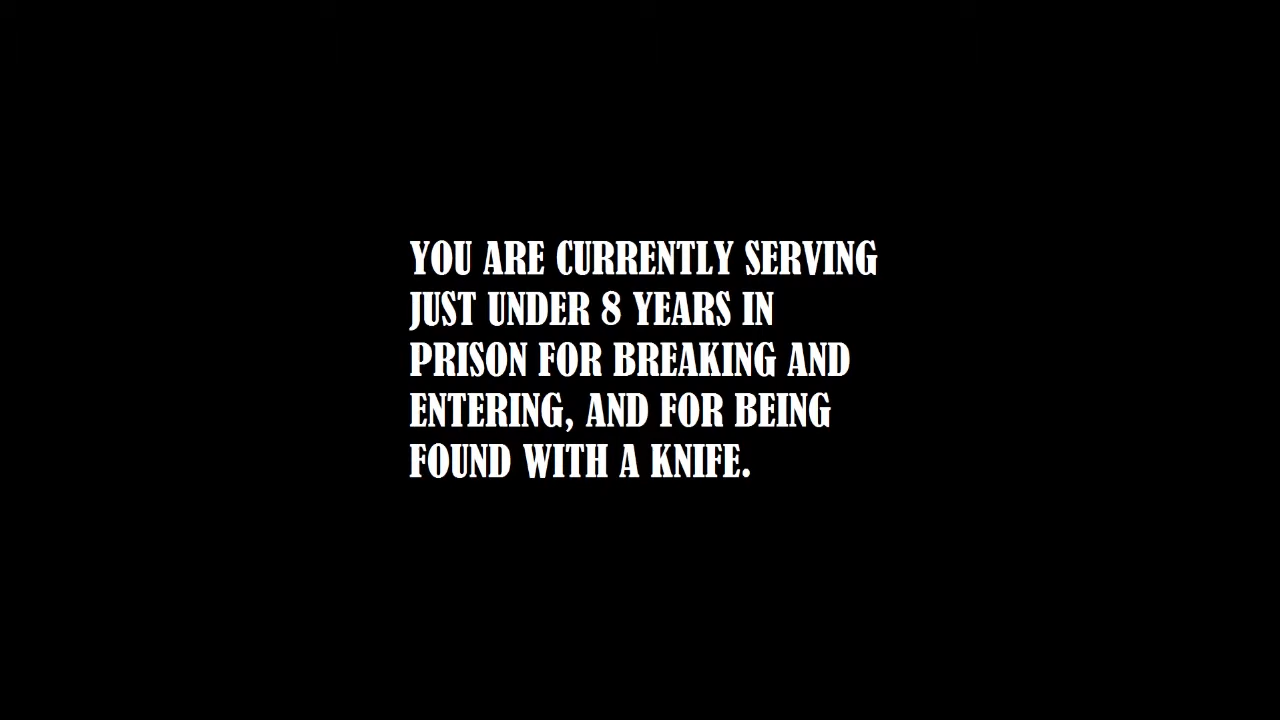 YOU ARE CURRENTLY SERVING
JUST UNDER 8 YEARS IN
PRISON FOR BREAKING AND
ENTERING, AND FOR BEING
FOUND WITH A KNIFE.